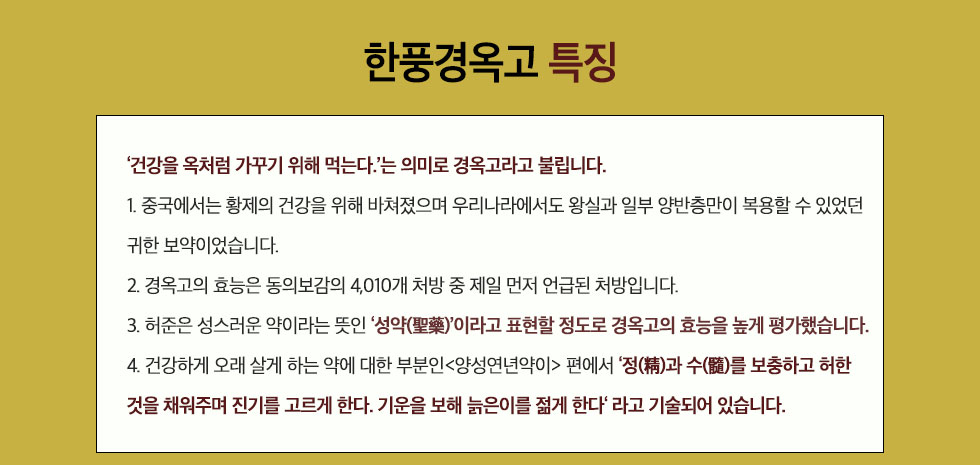 한풍경옥고 특징
‘건강을 옥처럼 가꾸기 위해 먹는다.’는 의미로 경옥고라고 불립니다.
1. 중국에서는 황제의 건강을 위해 바쳐졌으며 우리나라에서도 왕실과 일부 양반층만이 복용할 수 있었던
귀한 보약이었습니다.
2. 경옥고의 효능은 동의보감의 4,010개 처방 중 제일 먼저 언급된 처방입니다.
3. 허준은 성스러운 약이라는 뜻인 ‘성약(聖藥)’이라고 표현할 정도로 경옥고의 효능을 높게 평가했습니다.
4. 건강하게 오래 살게 하는 약에 대한 부분인<양성연년약이> 편에서 ‘정(精)과 수(髓)를 보충하고 허한
것을 채워주며 진기를 고르게 한다. 기운을 보해 늙은이를 젊게 한다‘ 라고 기술되어 있습니다.